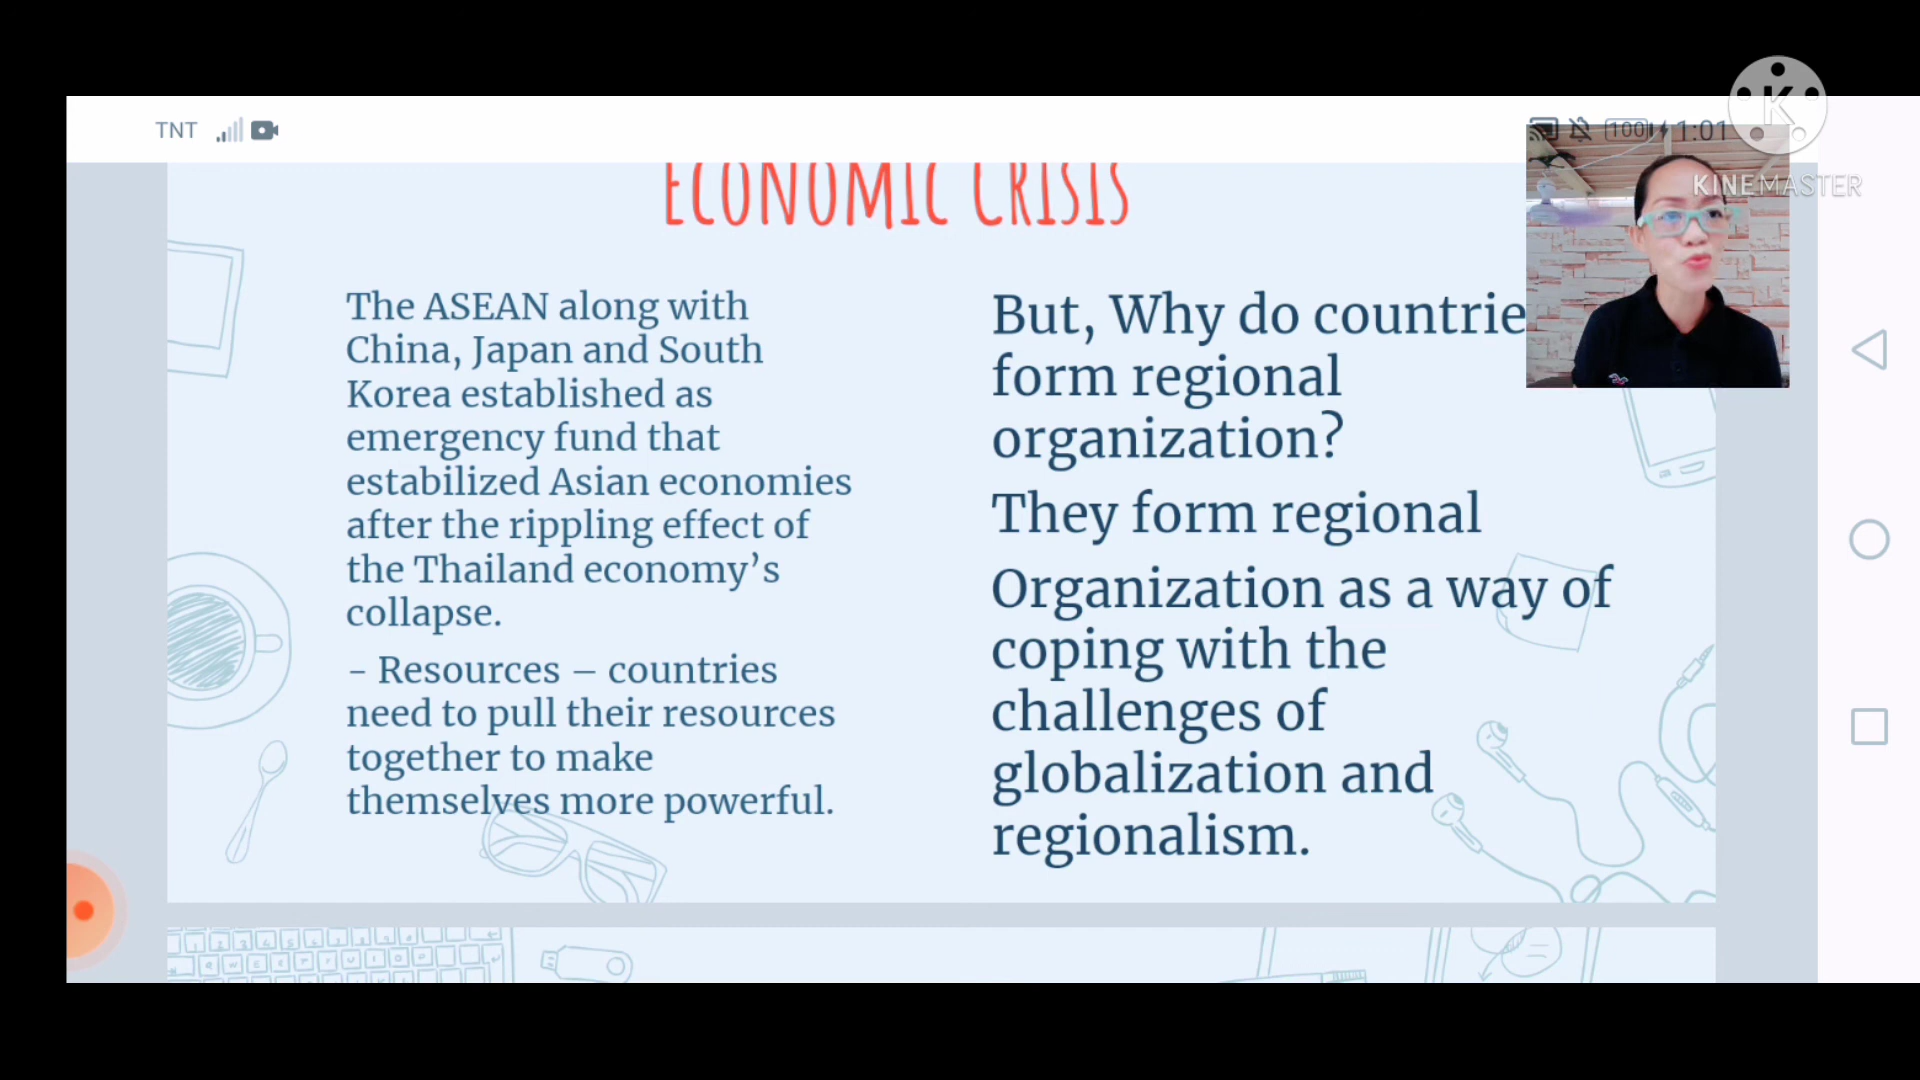 TNT
100
1:01
K
KINEMASTER
ECONOMIC CRISIS
The ASEAN along with
China, Japan and South
Korea established as
emergency fund that
estabilized Asian economies
after the rippling effect of
the Thailand economy’s
collapse.
- Resources – countries
need to pull their resources
together to make
themselves more powerful.
But, Why do countrie
form regional
organization?
They form regional
Organization as a way of
coping with the
challenges of
globalization and
regionalism.